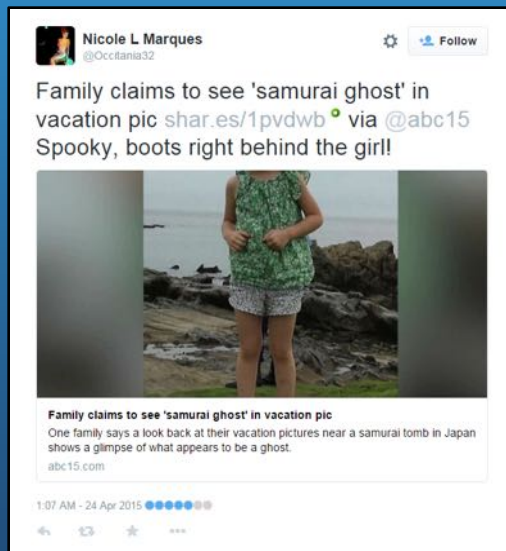 Nicole L Marques
@Occitania32
Follow
Family claims to see 'samurai ghost' in
vacation pic shar.es/1pvdwb via @abc15
Spooky, boots right behind the girl!
Family claims to see 'samurai ghost' in vacation pic
One family says a look back at their vacation pictures near a samurai tomb in Japan
shows a glimpse of what appears to be a ghost.
abc15.com
1:07 AM - 24 Apr 2015